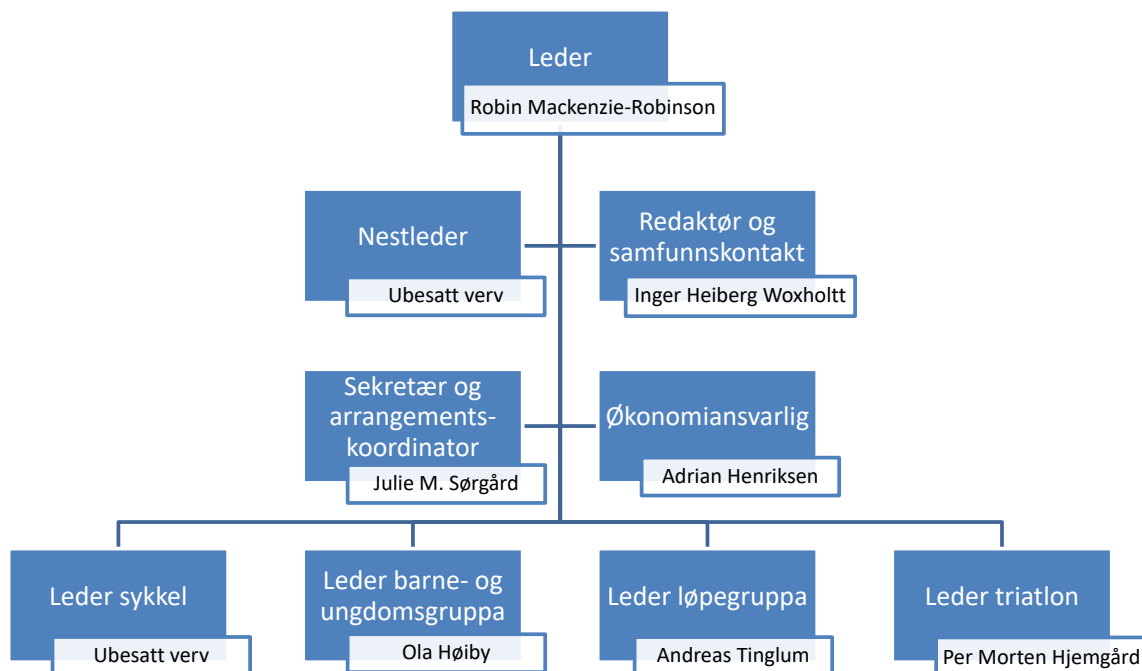 Leder
Robin Mackenzie-Robinson
Nestleder
Ubesatt verv
Redaktør og
samfunnskontakt
Inger Heiberg Woxholtt
Sekretær og
arrangements-
koordinator
Julie M. Sørgård
Økonomiansvarlig
Adrian Henriksen
Leder sykkel
Ubesatt verv
Leder barne- og
ungdomsgruppa
Ola Høiby
Leder løpegruppa
Andreas Tinglum
Leder triatlon
Per Morten Hjemgård